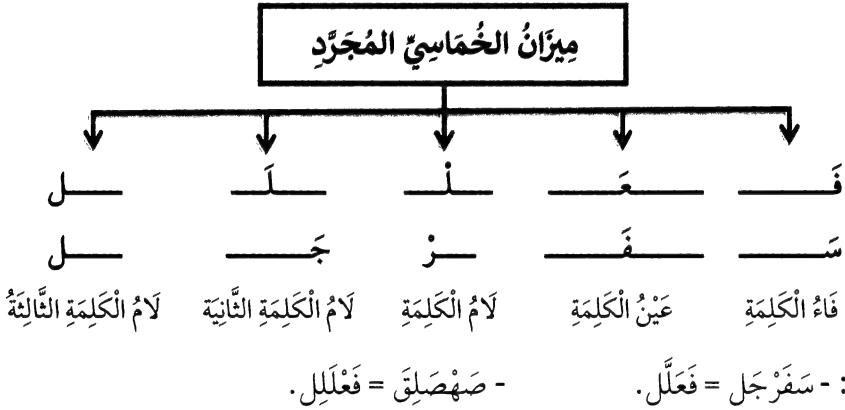 مِيزَانُ الخُمَاسِيِّ المُجَرَّدِ
فَـ ـعَـ ـلْـ ـلَـ ـل
سَـ ـفَـ ـرْ جَـ ـل
فَاءُ الْكَلِمَةِ عَيْنُ الْكَلِمَةِ لَامُ الْكَلِمَةِ لَامُ الْكَلِمَةِ الثَّانِيَة لَامُ الْكَلِمَةِ الثَّالِثَةُ
: - سَفَرْجَل = فَعَلَّل. - صَهْصَلِقَ = فَعْلَلِل.